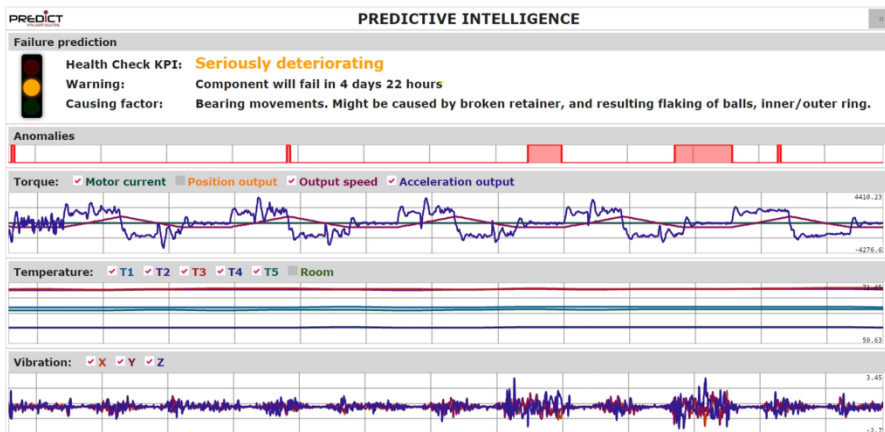 PREDICT
INTELLIGENT SOLUTIONS
PREDICTIVE INTELLIGENCE
Failure prediction
Health Check KPI: Seriously deteriorating
Warning: Component will fail in 4 days 22 hours
Causing factor: Bearing movements. Might be caused by broken retainer, and resulting flaking of balls, inner/outer ring.
Anomalies
Torque: Motor current Position output Output speed Acceleration output
4410.23
-4276.6
Temperature: T1 T2 T3 T4 T5 Room
59.63
Vibration: X Y Z
3.45